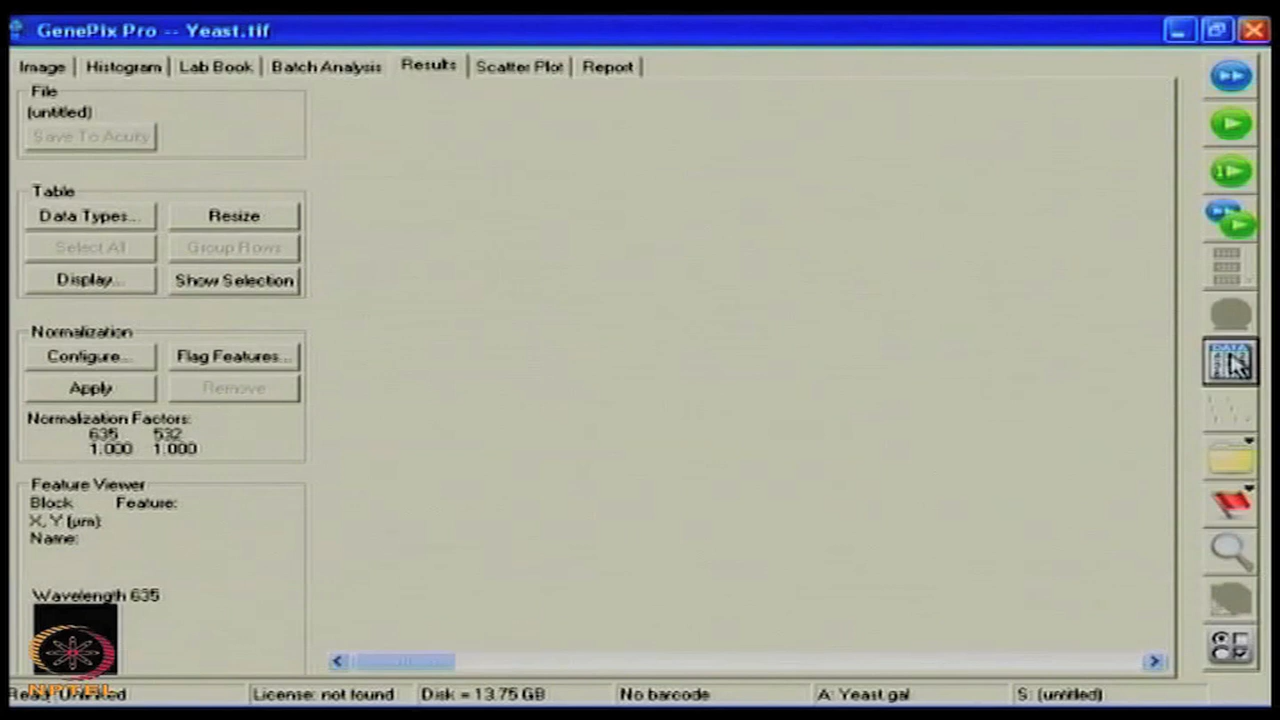 GenePix Pro -- Yeast.tif
Image Histogram Lab Book Batch Analysis Results Scatter Plot Report
File
(untitled)
Save To Acuity
Table
Data Types... Resize
Select All Group Rows
Display... Show Selection
Normalization
Configure... Flag Features...
Apply Remove
Normalization Factors:
635 532
1.000 1.000
Feature Viewer
Block Feature:
X, Y (µm):
Name:
Wavelength 635
DATA
NPTEL
License: not found Disk = 13.75 GB No barcode A: Yeast.gal S: (untitled)